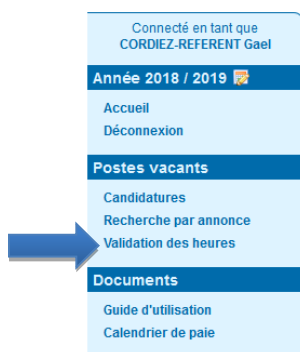 Connecté en tant que
CORDIEZ-REFERENT Gael
Année 2018 / 2019
Accueil
Déconnexion
Postes vacants
Candidatures
Recherche par annonce
Validation des heures
Documents
Guide d'utilisation
Calendrier de paie